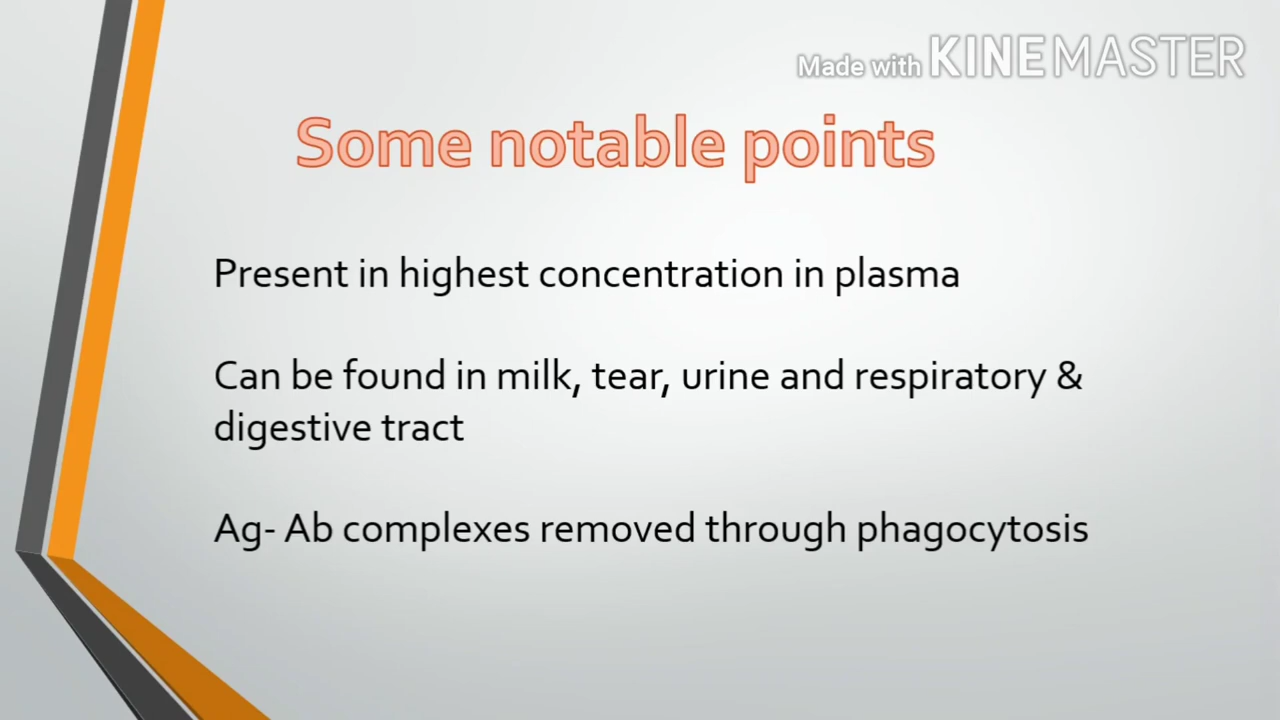 Made with KINEMASTER
Some notable points
Present in highest concentration in plasma
Can be found in milk, tear, urine and respiratory &
digestive tract
Ag- Ab complexes removed through phagocytosis